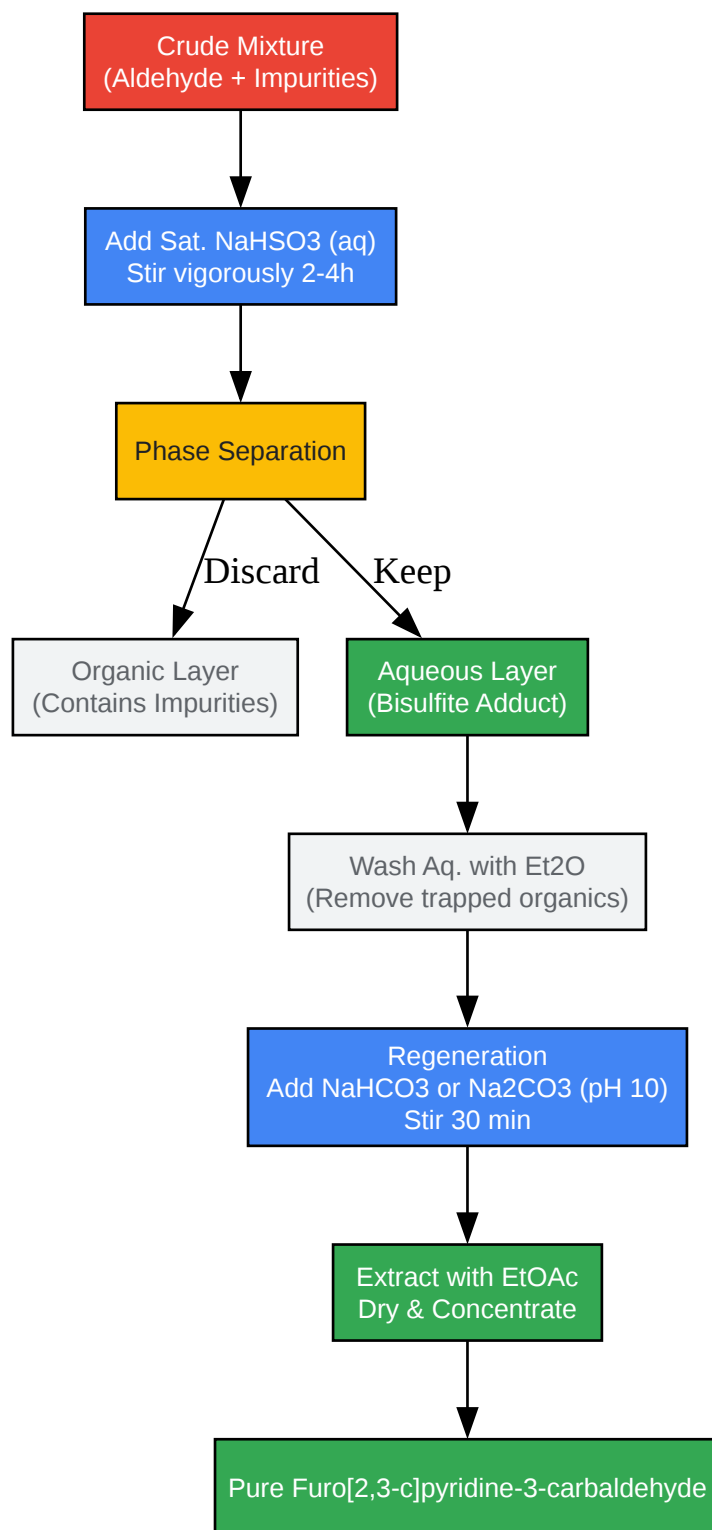 Crude Mixture
(Aldehyde + Impurities)
Add Sat. NaHSO3 (aq)
Stir vigorously 2-4h
Phase Separation
Discard
Keep
Organic Layer
(Contains Impurities)
Aqueous Layer
(Bisulfite Adduct)
Wash Aq. with Et2O
(Remove trapped organics)
Regeneration
Add NaHCO3 or Na2CO3 (pH 10)
Stir 30 min
Extract with EtOAc
Dry & Concentrate
Pure Furo[2,3-c]pyridine-3-carbaldehyde